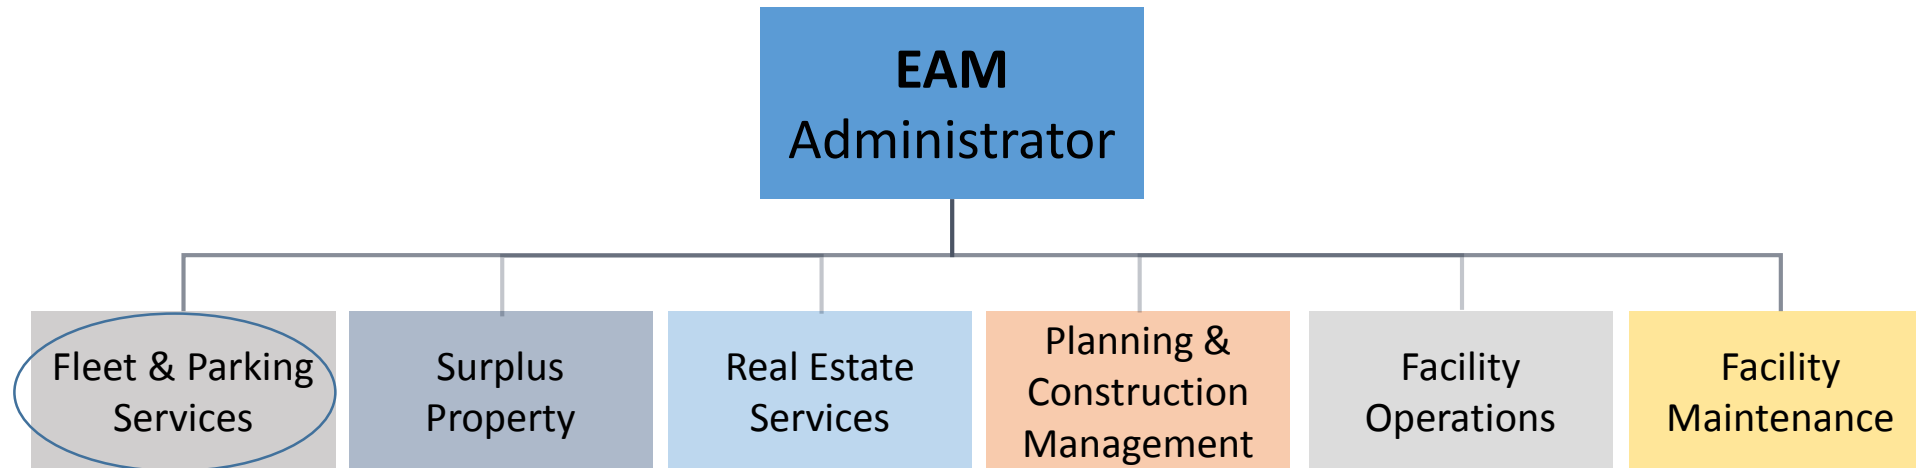 EAM
Administrator
Fleet & Parking
Services
Surplus
Property
Real Estate
Services
Planning &
Construction
Management
Facility
Operations
Facility
Maintenance